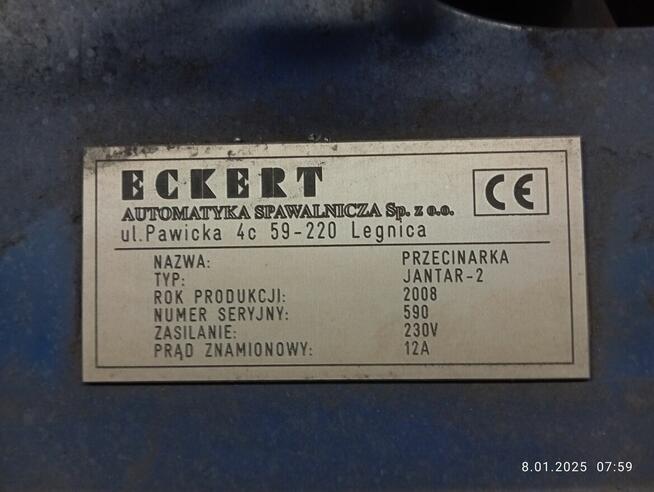 ECKERT
AUTOMATYKA SPAWALNICZA Sp. z o.o.
CE
ul.Pawicka 4c 59-220 Legnica
NAZWA: PRZECINARKA
TYP: JANTAR-2
ROK PRODUKCJI: 2008
NUMER SERYJNY: 590
ZASILANIE: 230V
PRĄD ZNAMIONOWY: 12A
8.01.2025 07:59